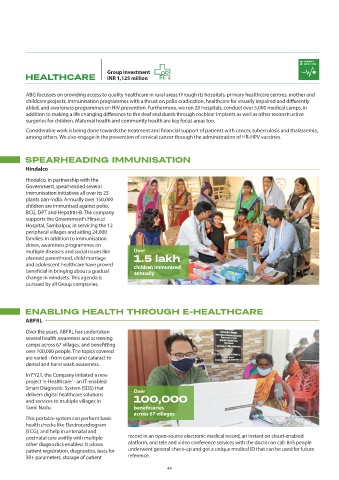 HEALTHCARE
Group Investment
INR 1,125 million
3 GOOD HEALTH
ABG focusses on providing access to quality healthcare in rural areas through its hospitals, primary healthcare centres, mother and
childcare projects, immunisation programmes with a thrust on polio eradication, healthcare for visually impaired and differently
abled, and awareness programmes on HIV prevention. Furthermore, we run 20 hospitals, conduct over 5,000 medical camps, in
addition to making a life changing difference to the deaf and dumb through cochlear implants as well as other reconstructive
surgeries for children. Maternal health and community health are key focus areas too.
Considerable work is being done towards the treatment and financial support of patients with cancer, tuberculosis and thalassemia,
among others. We also engage in the prevention of cervical cancer through the administration of HR-HPV vaccines.
SPEARHEADING IMMUNISATION
Hindalco
Hindalco, in partnership with the
Government, spearheaded several
immunisation initiatives all over its 23
plants pan-India. Annually over 150,000
children are immunised against polio,
BCG, DPT and Hepatitis-B. The company
supports the Government's Hirakud
Hospital, Sambalpur, in servicing the 12
peripheral villages and aiding 24,000
families. In addition to immunisation
drives, awareness programmes on
multiple diseases and social issues like
planned parenthood, child marriage
and adolescent healthcare have proved
beneficial in bringing about a gradual
change in mindsets. This agenda is
pursued by all Group companies.
Over
1.5 lakh
children immunized
annually
ENABLING HEALTH THROUGH E-HEALTHCARE
ABFRL
Over the years, ABFRL has undertaken
several health awareness and screening
camps across 67 villages, and benefitting
over 100,000 people. The topics covered
are varied - from cancer and cataract to
dental and hand wash awareness.
In FY21, the Company initiated a new
project 'e-Healthcare' - an IT-enabled
Smart Diagnostic System (SDS) that
delivers digital healthcare solutions
and services to multiple villages in
Tamil Nadu.
This portable system can perform basic
health checks like Electrocardiogram
(ECG), and help in antenatal and
postnatal care swiftly with multiple
other diagnostics enabled. It allows
patient registration, diagnostics, tests for
39+ parameters, storage of patient
Over
100,000
beneficiaries
across 67 villages
record in an open-source electronic medical record, an instant on cloud-enabled
platform, and tele and video conference services with the doctor on call. 845 people
underwent general check-up and got a unique medical ID that can be used for future
reference.
44